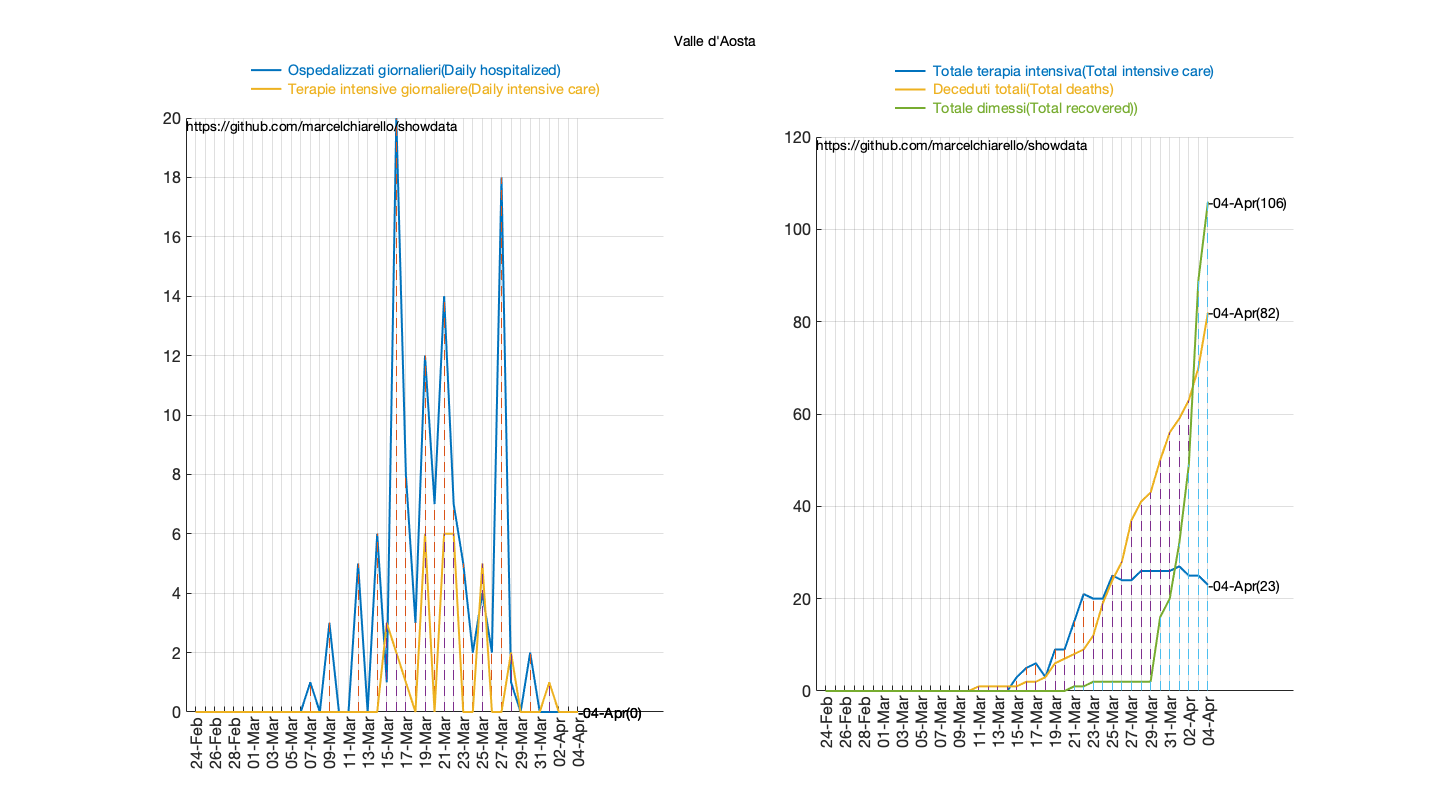 Valle d'Aosta
Ospedalizzati giornalieri(Daily hospitalized)
Terapie intensive giornaliere(Daily intensive care)
20
https://github.com/marcelchiarello/showdata
18
16
14
12
10
8
6
4
2
0
-04-Apr(0)
24-Feb
26-Feb
28-Feb
01-Mar
03-Mar
05-Mar
07-Mar
09-Mar
11-Mar
13-Mar
15-Mar
17-Mar
19-Mar
21-Mar
23-Mar
25-Mar
27-Mar
29-Mar
31-Mar
02-Apr
04-Apr
Totale terapia intensiva(Total intensive care)
Deceduti totali(Total deaths)
Totale dimessi(Total recovered))
120
https://github.com/marcelchiarello/showdata
-04-Apr(106)
100
-04-Apr(82)
80
60
40
20
-04-Apr(23)
0
24-Feb
26-Feb
28-Feb
01-Mar
03-Mar
05-Mar
07-Mar
09-Mar
11-Mar
13-Mar
15-Mar
17-Mar
19-Mar
21-Mar
23-Mar
25-Mar
27-Mar
29-Mar
31-Mar
02-Apr
04-Apr